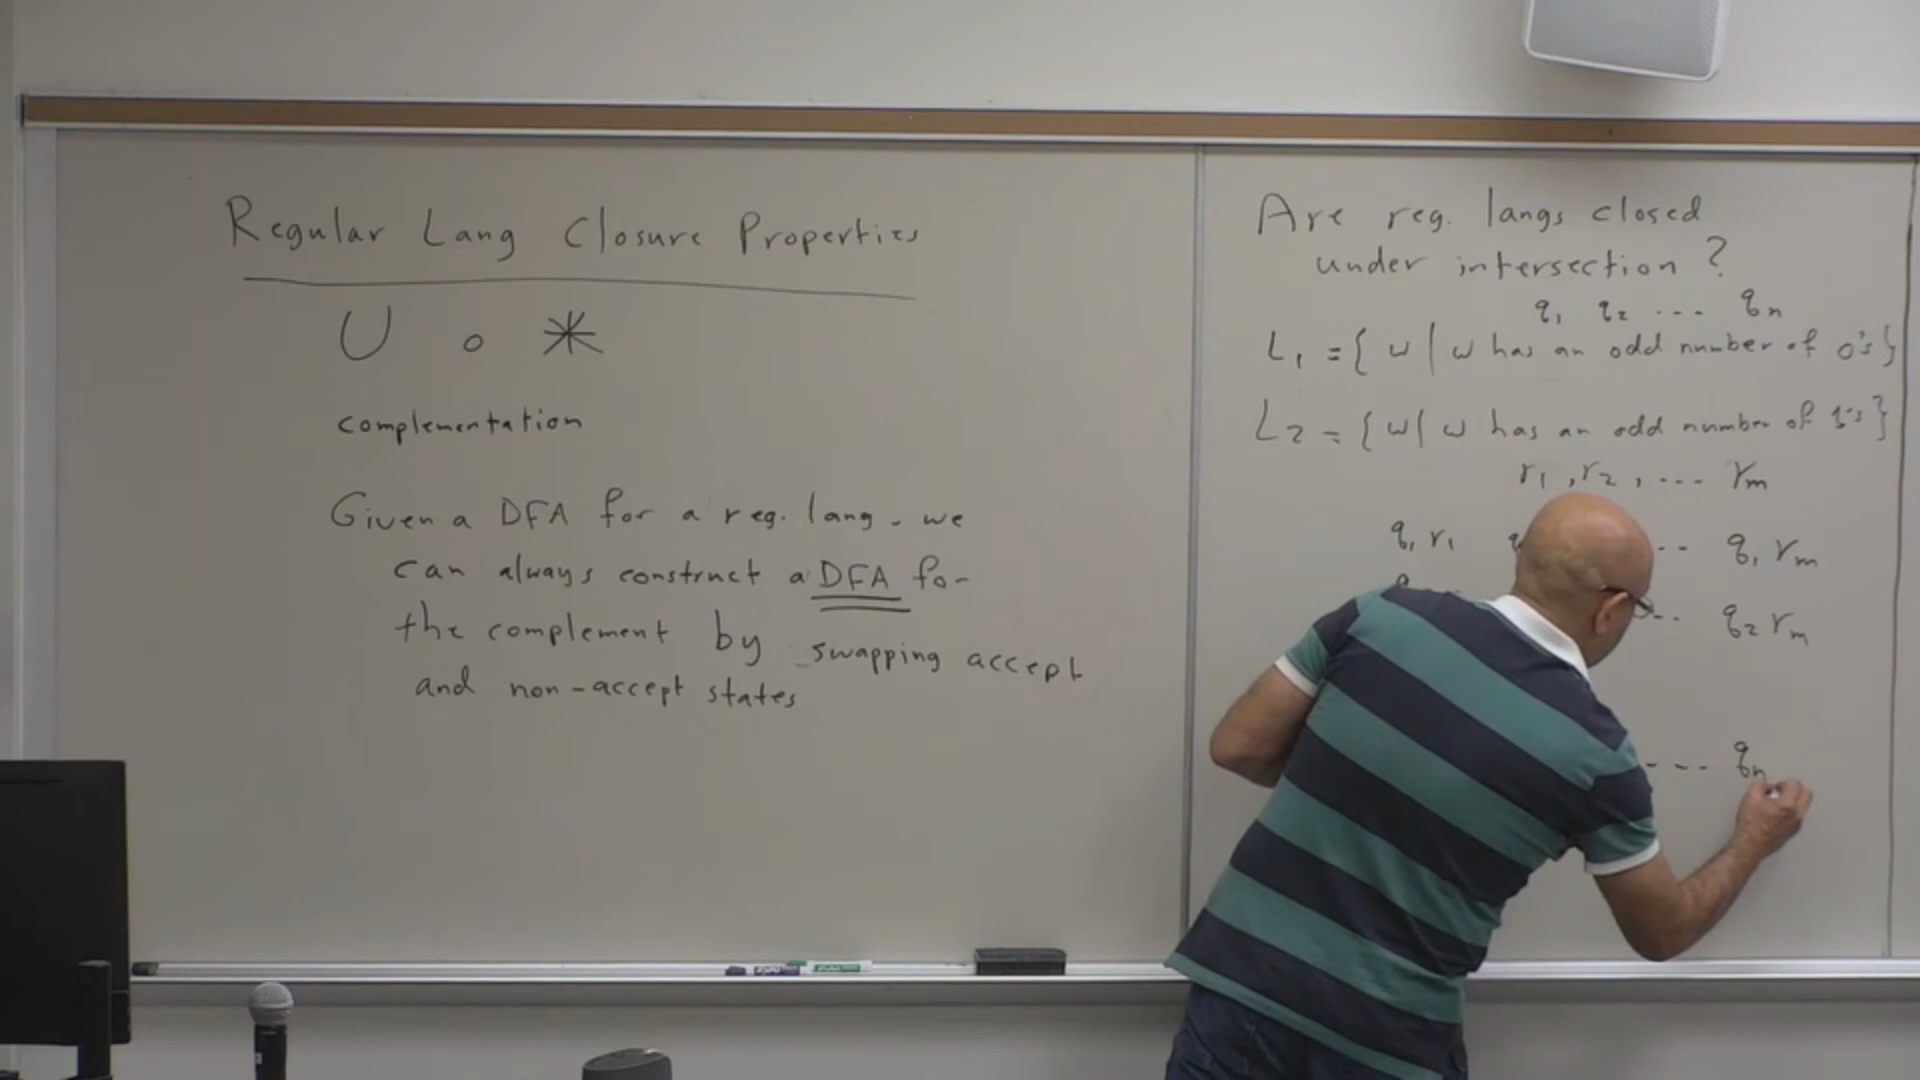 Regular Lang Closure Properties
∪ ∘ *
complementation
Given a DFA for a reg. lang. we
can always construct a DFA for
the complement by swapping accept
and non-accept states
Are reg. langs closed
under intersection?
q1 q2 ... qn
L1 = { w | w has an odd number of 0's }
L2 = { w | w has an odd number of 1's }
r1, r2, ... rm
q1 r1 ... q1 rm
... q2 rm
... qn